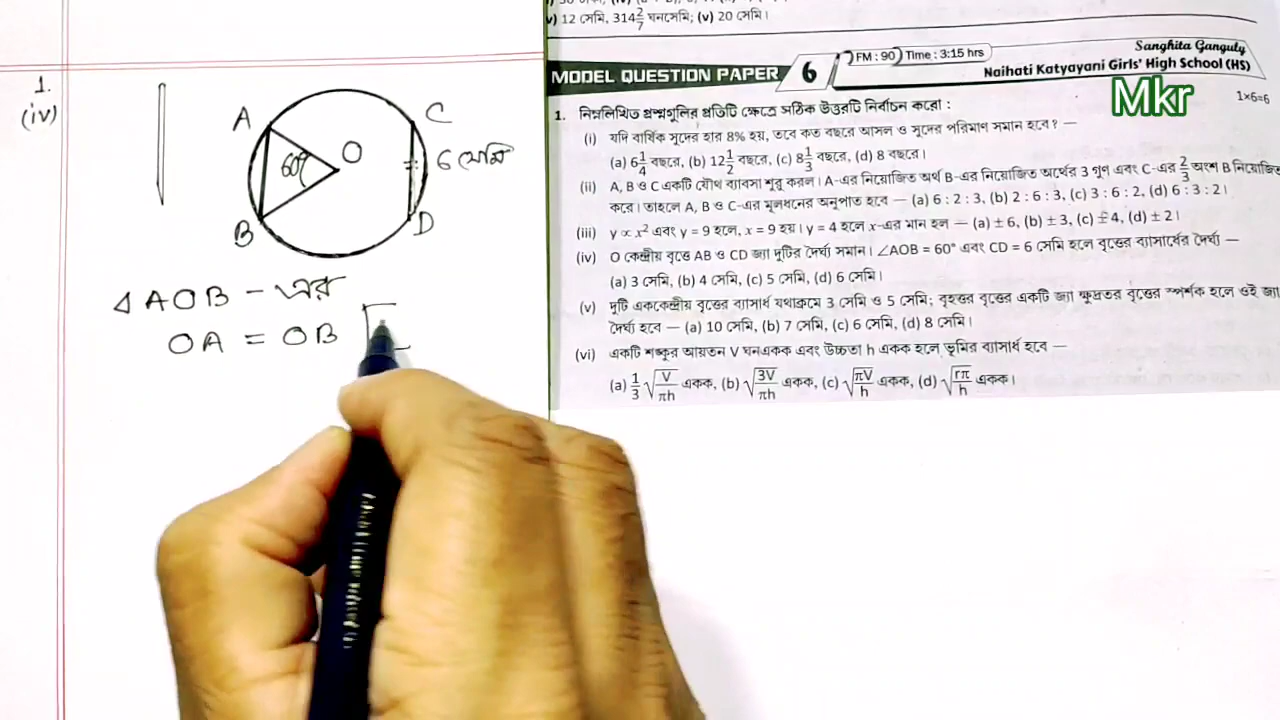 v) 12 সেমি, 314 2/7 ঘনসেমি; (v) 20 সেমি।
MODEL QUESTION PAPER 6
FM : 90 Time : 3:15 hrs
Sanghita Ganguly
Naihati Katyayani Girls' High School (HS)
Mkr
1×6=6
1. নিম্নলিখিত প্রশ্নগুলির প্রতিটি ক্ষেত্রে সঠিক উত্তরটি নির্বাচন করো :
(i) যদি বার্ষিক সুদের হার 8% হয়, তবে কত বছরে আসল ও সুদের পরিমাণ সমান হবে? —
(a) 6 1/4 বছরে, (b) 12 1/2 বছরে, (c) 8 1/3 বছরে, (d) 8 বছরে।
(ii) A, B ও C একটি যৌথ ব্যাবসা শুরু করল। A-এর নিয়োজিত অর্থ B-এর নিয়োজিত অর্থের 3 গুণ এবং C-এর 2/3 অংশ B নিয়োজিত
করে। তাহলে A, B ও C-এর মূলধনের অনুপাত হবে — (a) 6 : 2 : 3, (b) 2 : 6 : 3, (c) 3 : 6 : 2, (d) 6 : 3 : 2।
(iii) y ∝ x² এবং y = 9 হলে, x = 9 হয়। y = 4 হলে x-এর মান হল — (a) ± 6, (b) ± 3, (c) ± 4, (d) ± 2।
(iv) O কেন্দ্রীয় বৃত্তে AB ও CD জ্যা দুটির দৈর্ঘ্য সমান। ∠AOB = 60° এবং CD = 6 সেমি হলে বৃত্তের ব্যাসার্ধের দৈর্ঘ্য —
(a) 3 সেমি, (b) 4 সেমি, (c) 5 সেমি, (d) 6 সেমি।
(v) দুটি এককেন্দ্রীয় বৃত্তের ব্যাসার্ধ যথাক্রমে 3 সেমি ও 5 সেমি; বৃহত্তর বৃত্তের একটি জ্যা ক্ষুদ্রতর বৃত্তের স্পর্শক হলে ওই জ্যা
দৈর্ঘ্য হবে — (a) 10 সেমি, (b) 7 সেমি, (c) 6 সেমি, (d) 8 সেমি।
(vi) একটি শঙ্কুর আয়তন V ঘনএকক এবং উচ্চতা h একক হলে ভূমির ব্যাসার্ধ হবে —
(a) 1/3 √(V/πh) একক, (b) √(3V/πh) একক, (c) √(πV/h) একক, (d) √(rπ/h) একক।
1.
(iv)
A C
60° O 6 সেমি
B D
△AOB - এর
OA = OB [